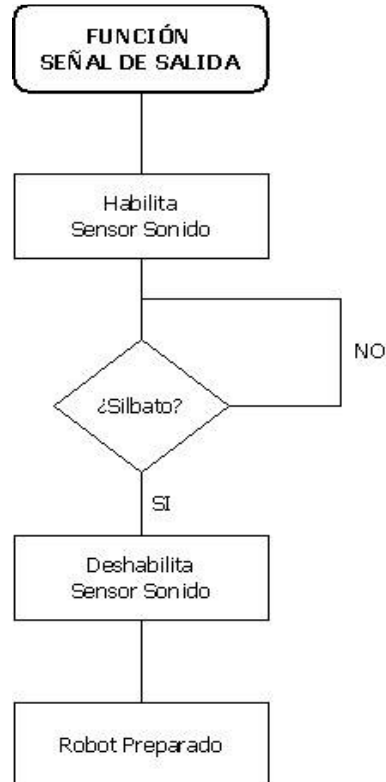 FUNCIÓN
SEÑAL DE SALIDA
Habilita
Sensor Sonido
NO
¿Silbato?
SI
Deshabilita
Sensor Sonido
Robot Preparado